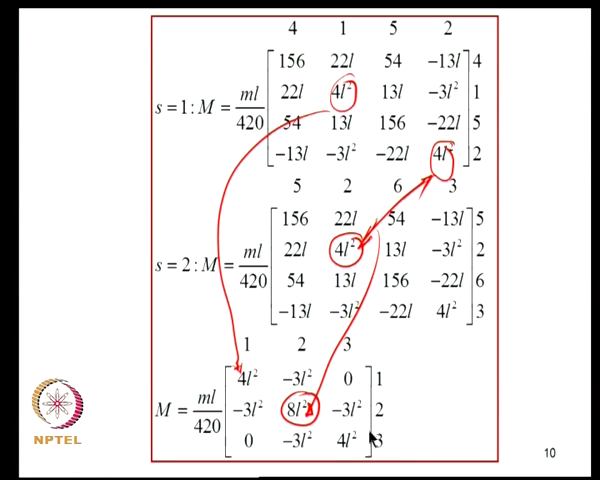 4 1 5 2
156 22l 54 −13l 4
22l 4l² 13l −3l² 1
s = 1 : M = ml/420
54 13l 156 −22l 5
−13l −3l² −22l 4l² 2
5 2 6 3
156 22l 54 −13l 5
22l 4l² 13l −3l² 2
s = 2 : M = ml/420
54 13l 156 −22l 6
−13l −3l² −22l 4l² 3
1 2 3
4l² −3l² 0 1
M = ml/420
−3l² 8l² −3l² 2
0 −3l² 4l² 3
NPTEL
10